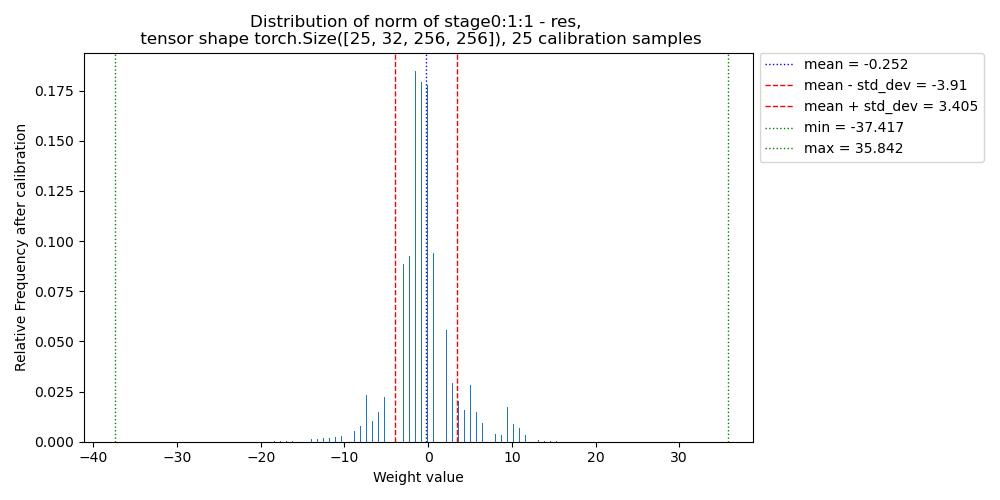 Distribution of norm of stage0:1:1 - res,
tensor shape torch.Size([25, 32, 256, 256]), 25 calibration samples
mean = -0.252
mean - std_dev = -3.91
mean + std_dev = 3.405
min = -37.417
max = 35.842
Relative Frequency after calibration
0.175
0.150
0.125
0.100
0.075
0.050
0.025
0.000
−40
−30
−20
−10
0
10
20
30
Weight value